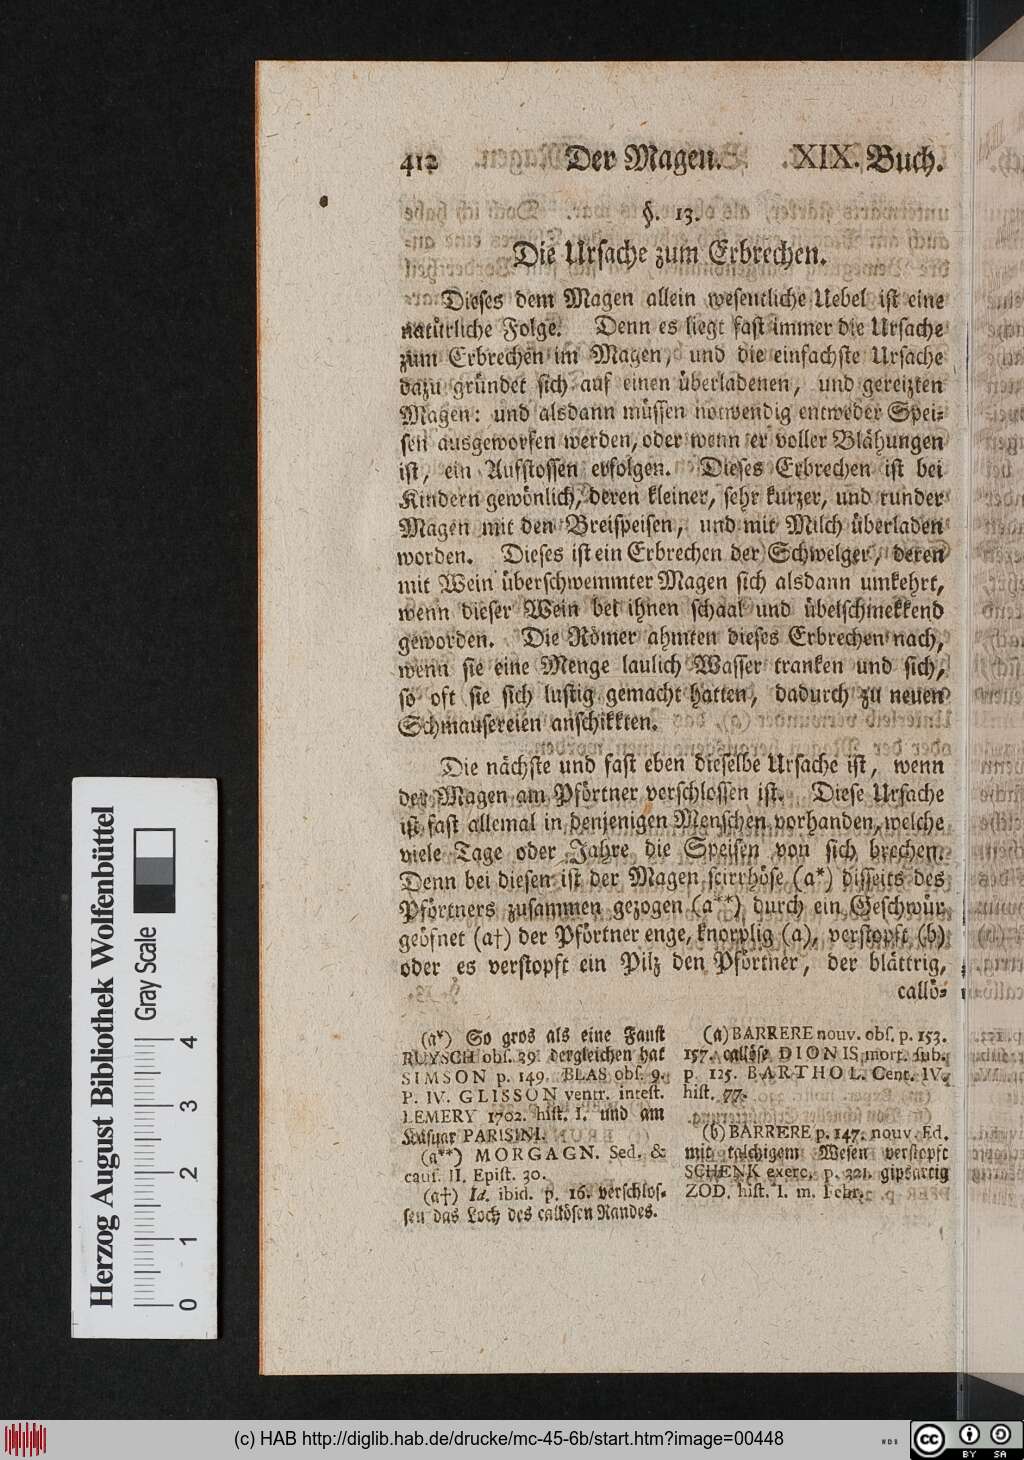 412 Der Magen. XIX. Buch.
§. 13.
Die Ursache zum Erbrechen.
Dieses dem Magen allein wesentliche Uebel ist eine
natürliche Folge. Denn es liegt fast immer die Ursache
zum Erbrechen im Magen, und die einfachste Ursache
dazu gründet sich auf einen überladenen, und gereizten
Magen: und alsdann müssen notwendig entweder Spei-
sen ausgeworfen werden, oder wenn er voller Blähungen
ist, ein Aufstossen erfolgen. Dieses Erbrechen ist bei
Kindern gewönlich, deren kleiner, sehr kurzer, und runder
Magen mit den Breispeisen, und mit Milch überladen
worden. Dieses ist ein Erbrechen der Schwelger, deren
mit Wein überschwemmter Magen sich alsdann umkehrt,
wenn dieser Wein bei ihnen schaal und übelschmekkend
geworden. Die Römer ahmten dieses Erbrechen nach,
wenn sie eine Menge laulich Wasser tranken und sich,
so oft sie sich lustig gemacht hatten, dadurch zu neuen
Schmausereien anschikkten.
Die nächste und fast eben dieselbe Ursache ist, wenn
der Magen am Pförtner verschlossen ist. Diese Ursache
ist fast allemal in denjenigen Menschen vorhanden, welche
viele Tage oder Jahre die Speisen von sich brechen.
Denn bei diesen ist der Magen scirrhöse (a*) disseits des
Pförtners zusammen gezogen (a**) durch ein Geschwür
geöfnet (a†) der Pförtner enge, knorplig (a), verstopft (b)
oder es verstopft ein Pilz den Pförtner, der blättrig,
callö-
(a*) So gros als eine Faust
RUYSCH obs. 39. dergleichen hat
SIMSON p. 149. BLAS obs. 9.
P. IV. GLISSON ventr. intest.
LEMERY 1702. hist. I. und am
Kasuar PARISINI.
(a**) MORGAGN. Sed. &
caus. II. Epist. 30.
(a†) Id. ibid. p. 16. verschlos-
sen das Loch des callösen Randes.
(a) BARRERE nouv. obs. p. 153.
157. callöse DIONIS mort. sub.
p. 125. BARTHOL. Cent. IV.
hist. 77.
(b) BARRERE p. 147. nouv. Ed.
mit talchigem Wesen verstopft
SCHENK exerc. p. 321. gipsartig
ZOD. hist. I. m. Febr.
Herzog August Bibliothek Wolfenbüttel
Gray Scale
0 1 2 3 4
(c) HAB http://diglib.hab.de/drucke/mc-45-6b/start.htm?image=00448
cc BY SA